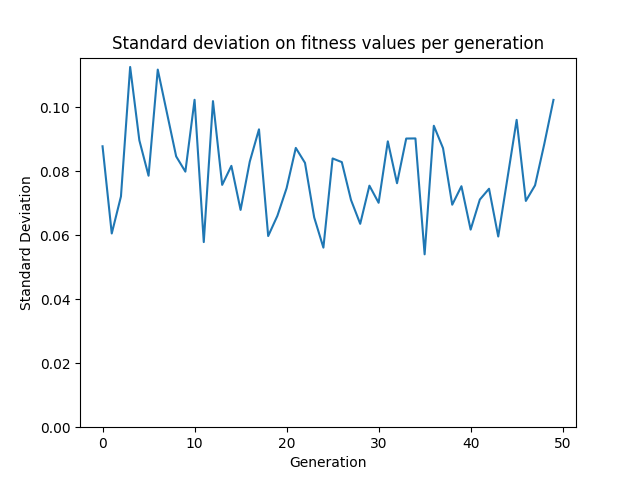 Standard deviation on fitness values per generation
0.10
0.08
0.06
0.04
0.02
0.00
Standard Deviation
0 10 20 30 40 50
Generation